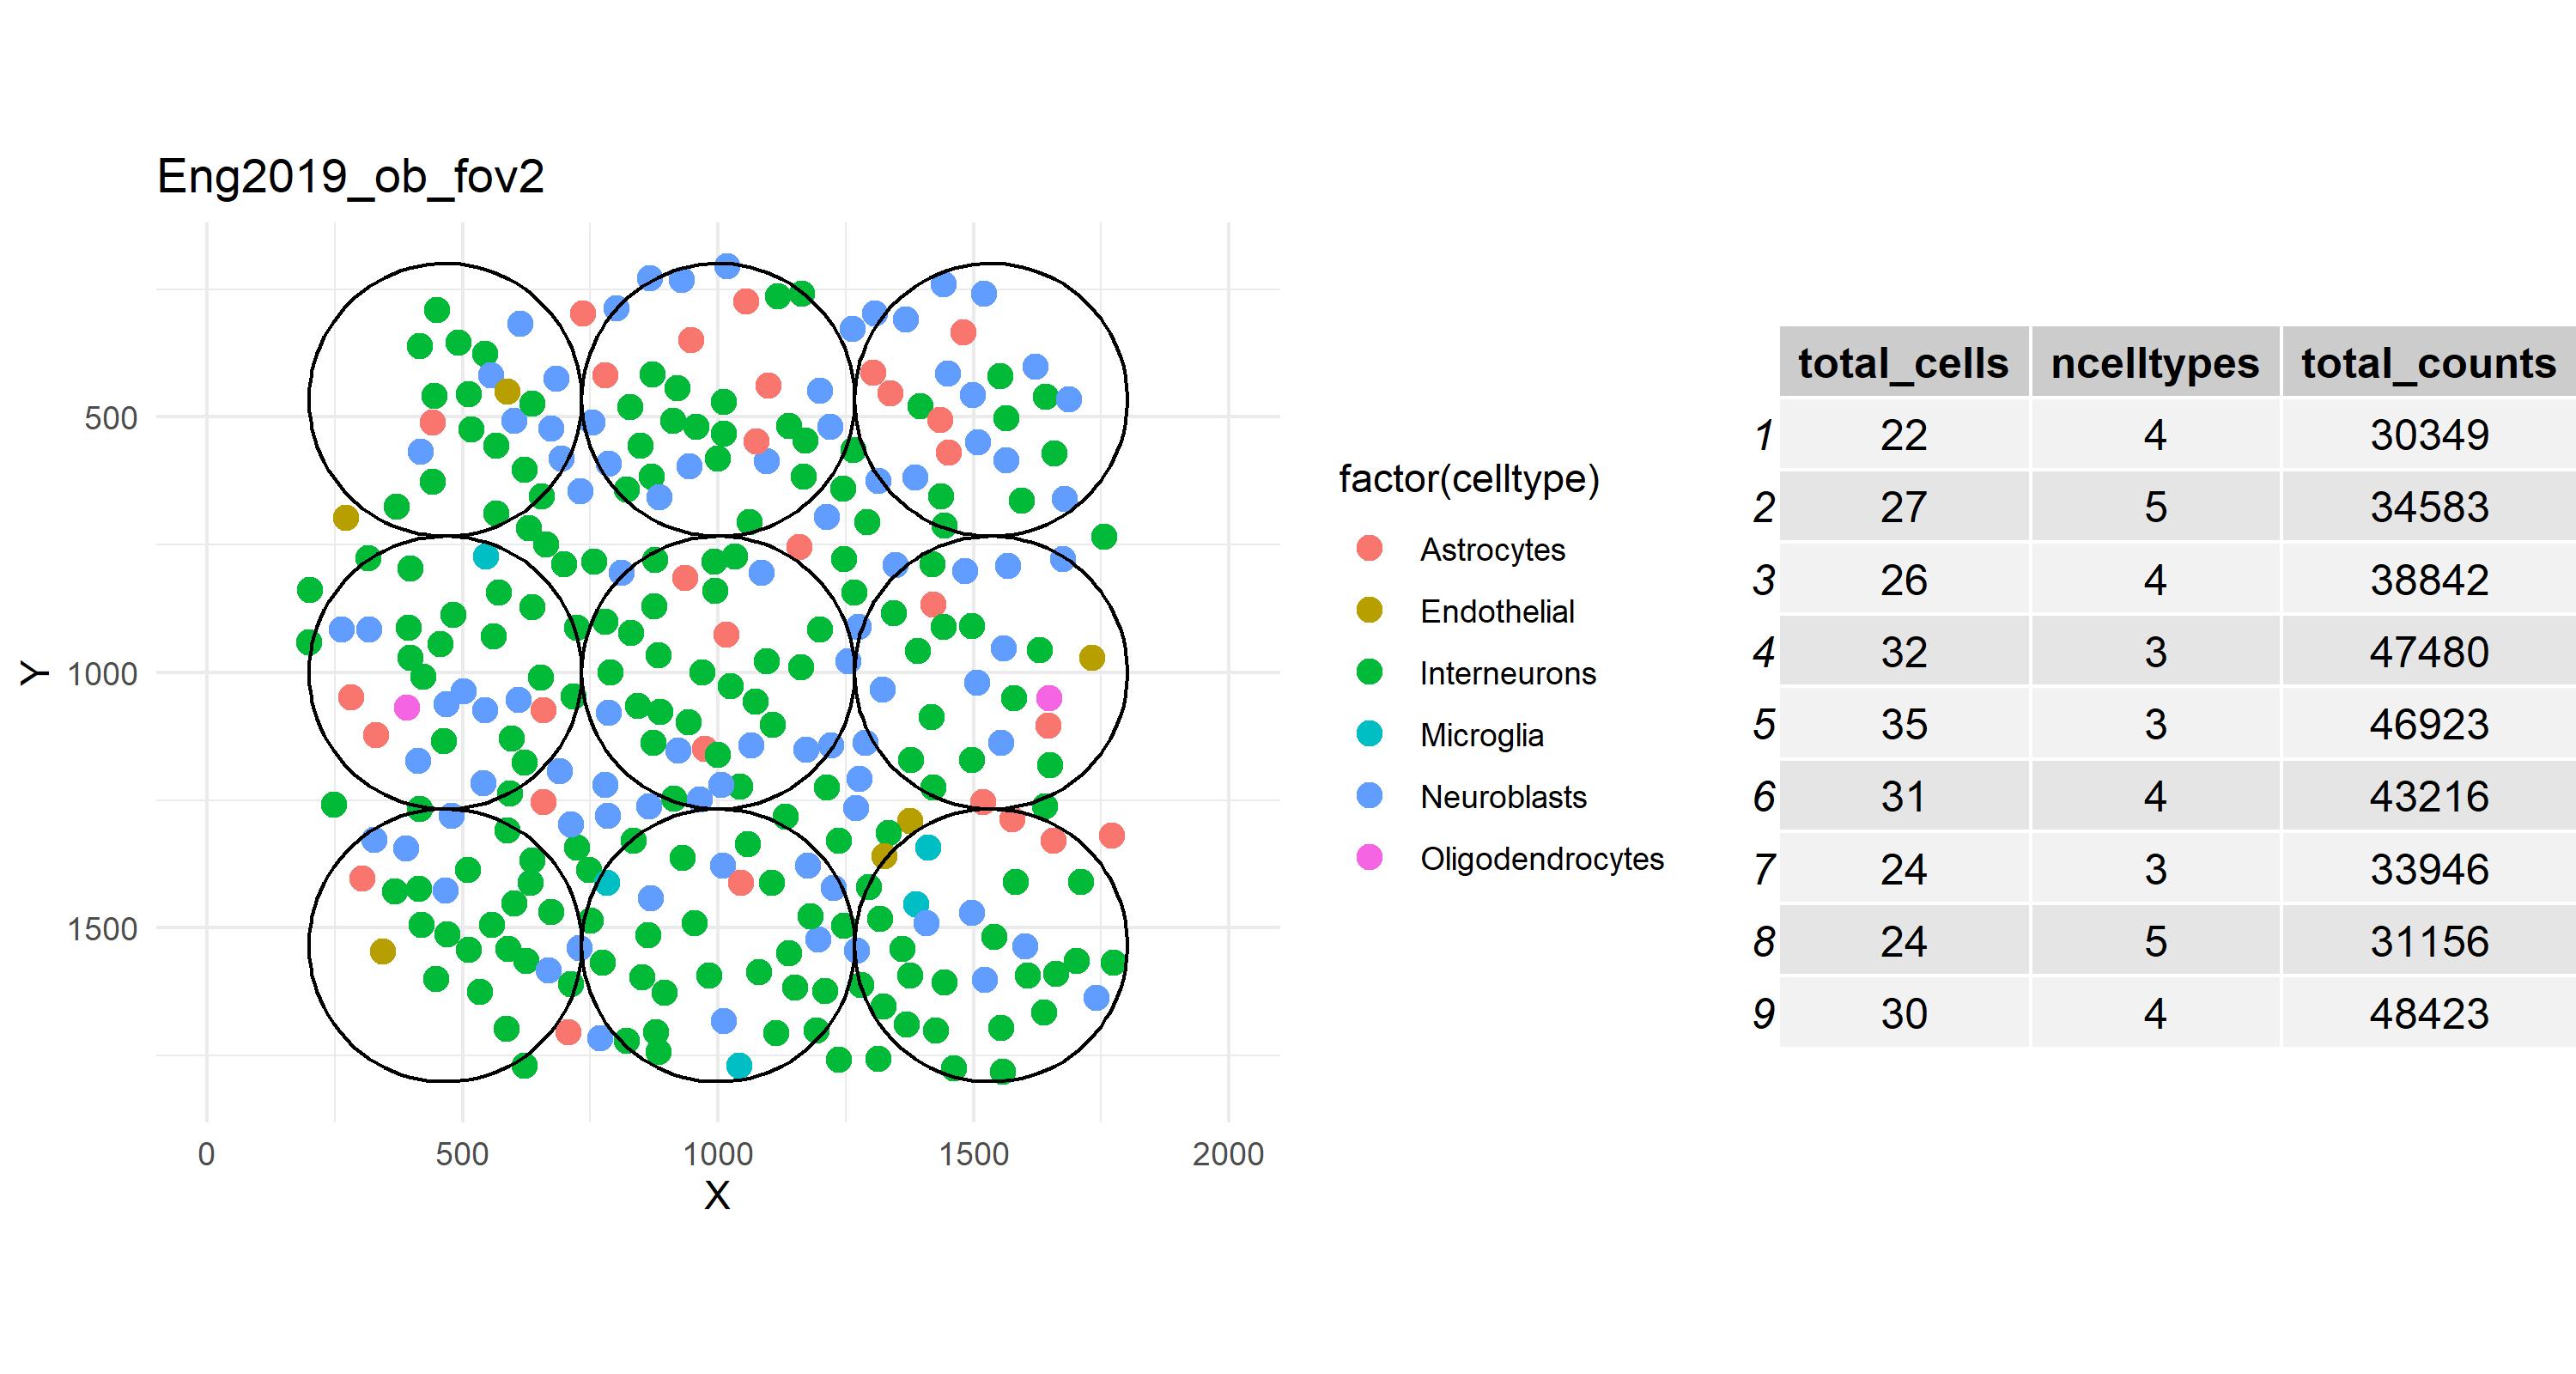 Eng2019_ob_fov2
500
1000
1500
Y
0 500 1000 1500 2000
X
factor(celltype)
Astrocytes
Endothelial
Interneurons
Microglia
Neuroblasts
Oligodendrocytes
total_cells ncelltypes total_counts
1 22 4 30349
2 27 5 34583
3 26 4 38842
4 32 3 47480
5 35 3 46923
6 31 4 43216
7 24 3 33946
8 24 5 31156
9 30 4 48423